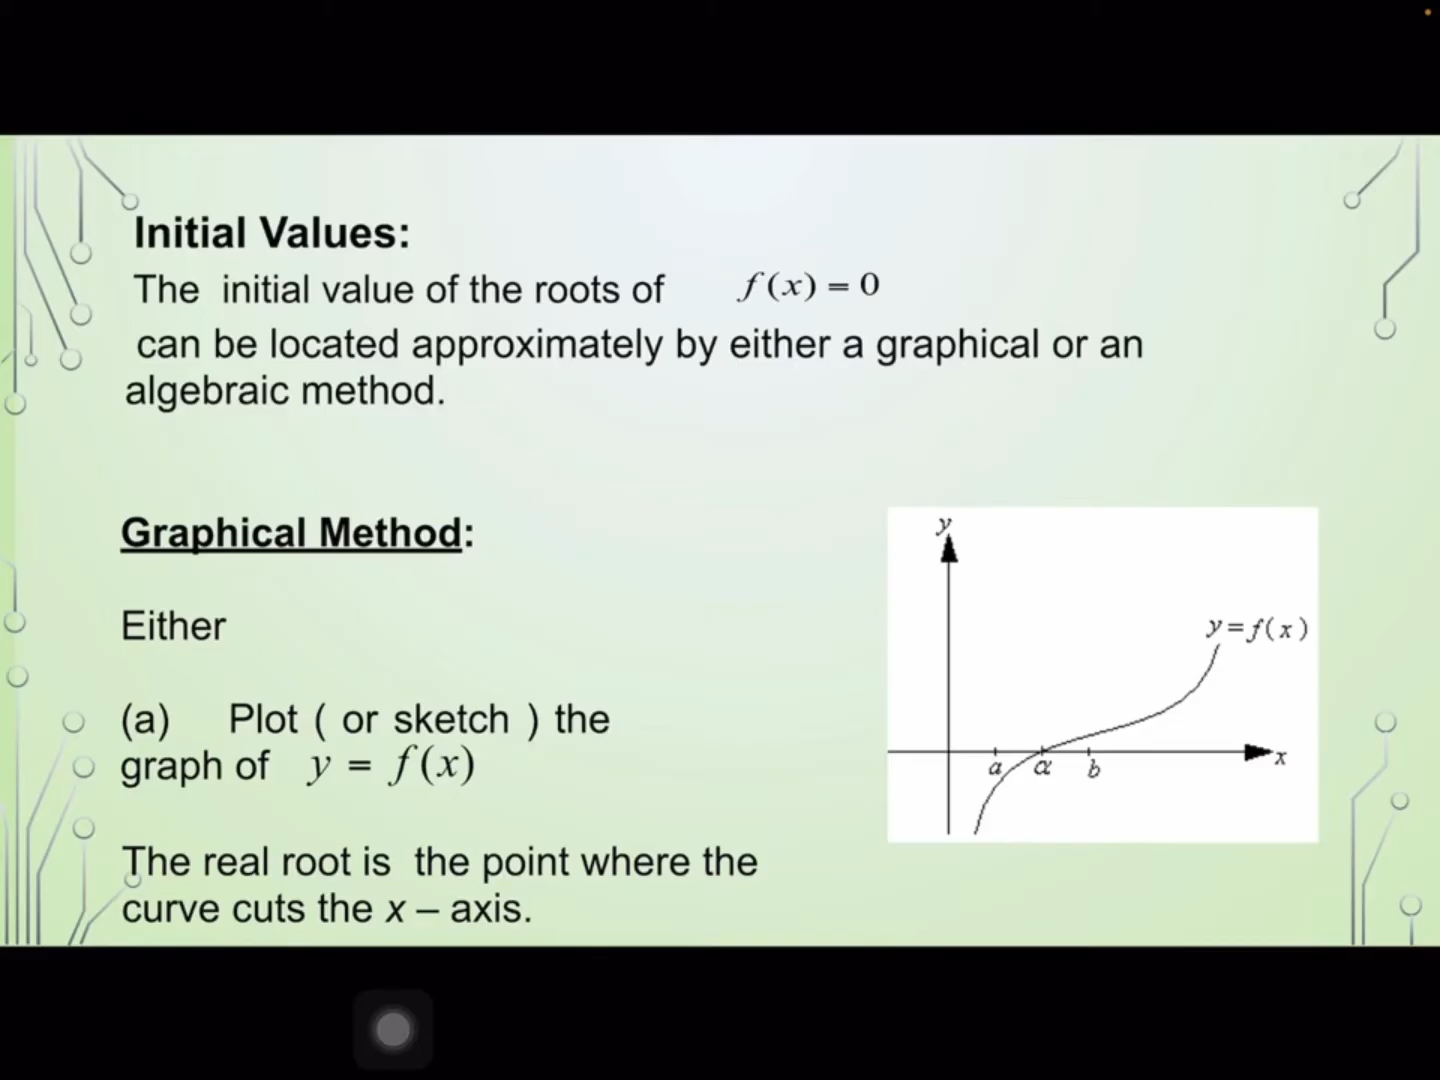 Initial Values:
The initial value of the roots of f(x) = 0
can be located approximately by either a graphical or an
algebraic method.
Graphical Method:
Either
(a) Plot ( or sketch ) the
graph of y = f(x)
The real root is the point where the
curve cuts the x – axis.
y
y=f(x)
a α b
x